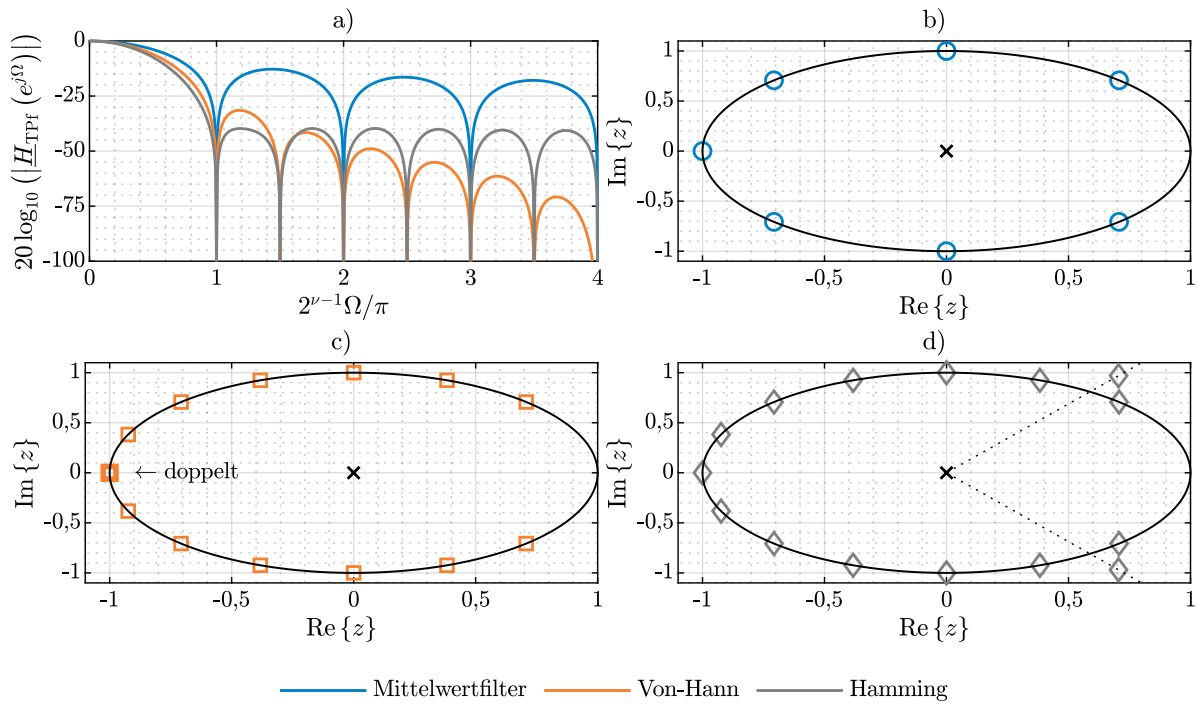 a)
20 log₁₀ (|H̲_TPf (e^{jΩ})|)
0
-25
-50
-75
-100
0 1 2 3 4
2^{ν−1}Ω/π
b)
Im {z}
1
0,5
0
-0,5
-1
-1 -0,5 0 0,5 1
Re {z}
c)
Im {z}
1
0,5
0
-0,5
-1
← doppelt
-1 -0,5 0 0,5 1
Re {z}
d)
Im {z}
1
0,5
0
-0,5
-1
-1 -0,5 0 0,5 1
Re {z}
Mittelwertfilter Von-Hann Hamming